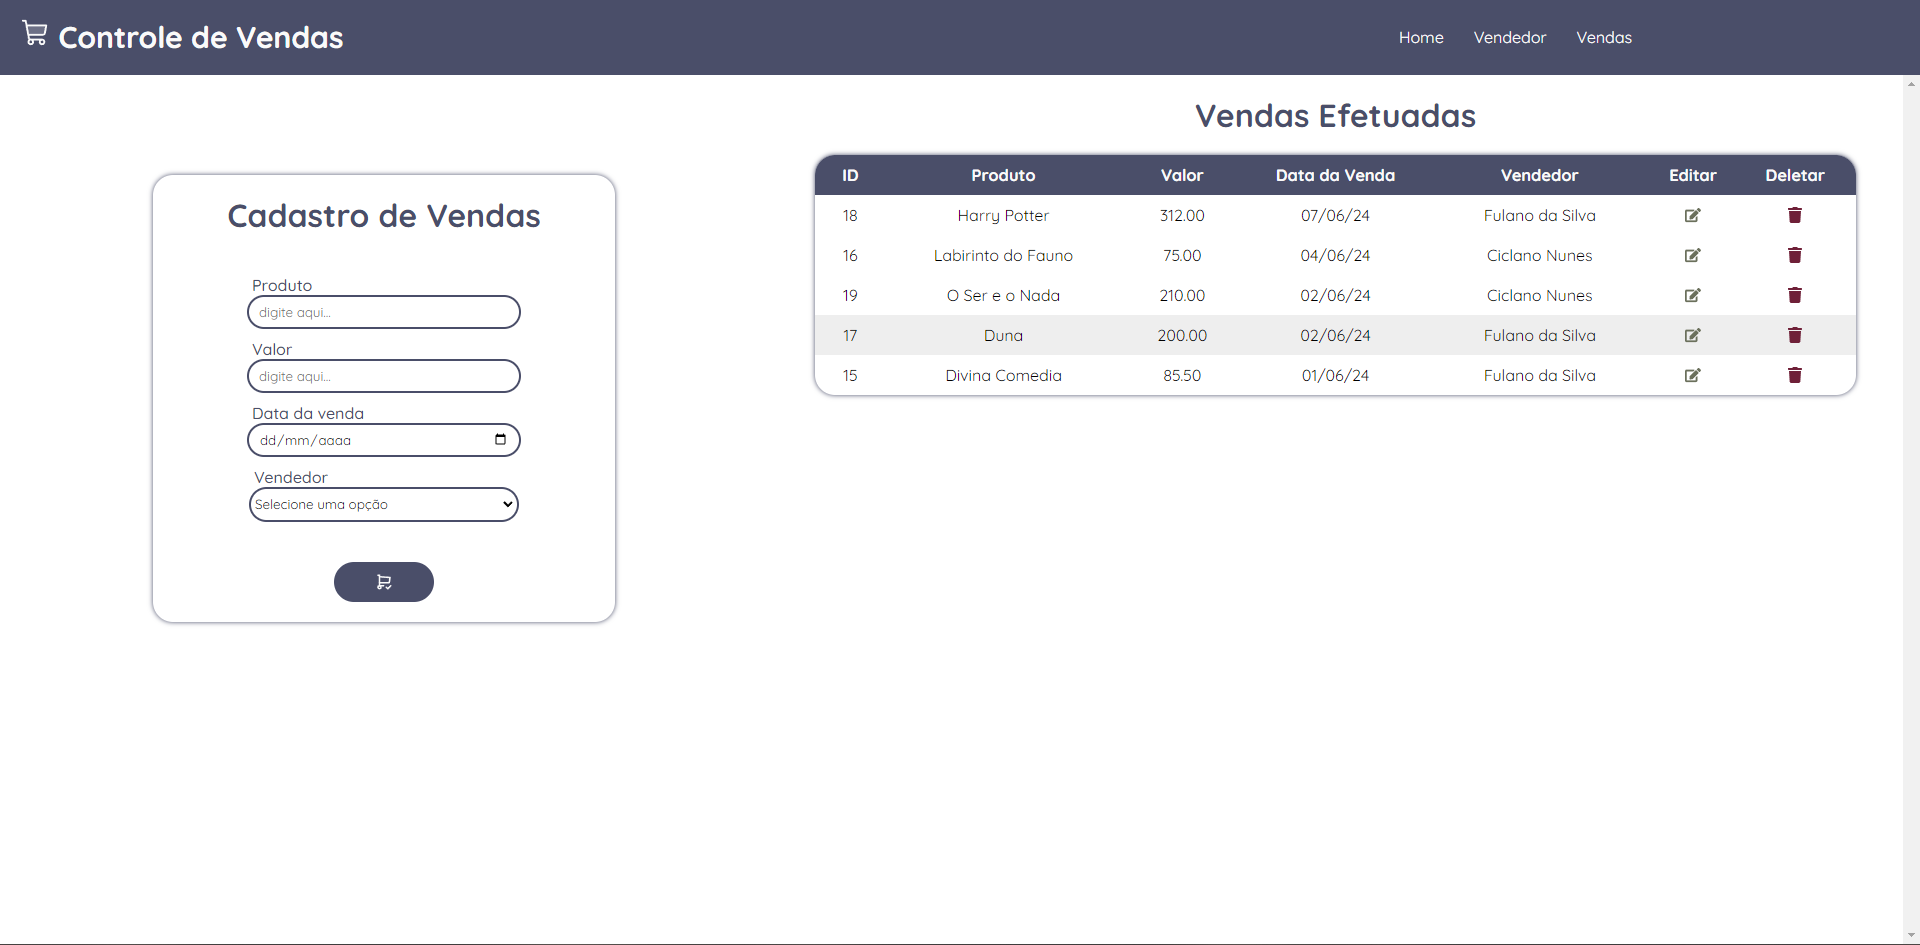 Controle de Vendas
Home Vendedor Vendas
Cadastro de Vendas
Produto
digite aqui...
Valor
digite aqui...
Data da venda
dd/mm/aaaa
Vendedor
Selecione uma opção
Vendas Efetuadas
ID Produto Valor Data da Venda Vendedor Editar Deletar
18 Harry Potter 312.00 07/06/24 Fulano da Silva
16 Labirinto do Fauno 75.00 04/06/24 Ciclano Nunes
19 O Ser e o Nada 210.00 02/06/24 Ciclano Nunes
17 Duna 200.00 02/06/24 Fulano da Silva
15 Divina Comedia 85.50 01/06/24 Fulano da Silva